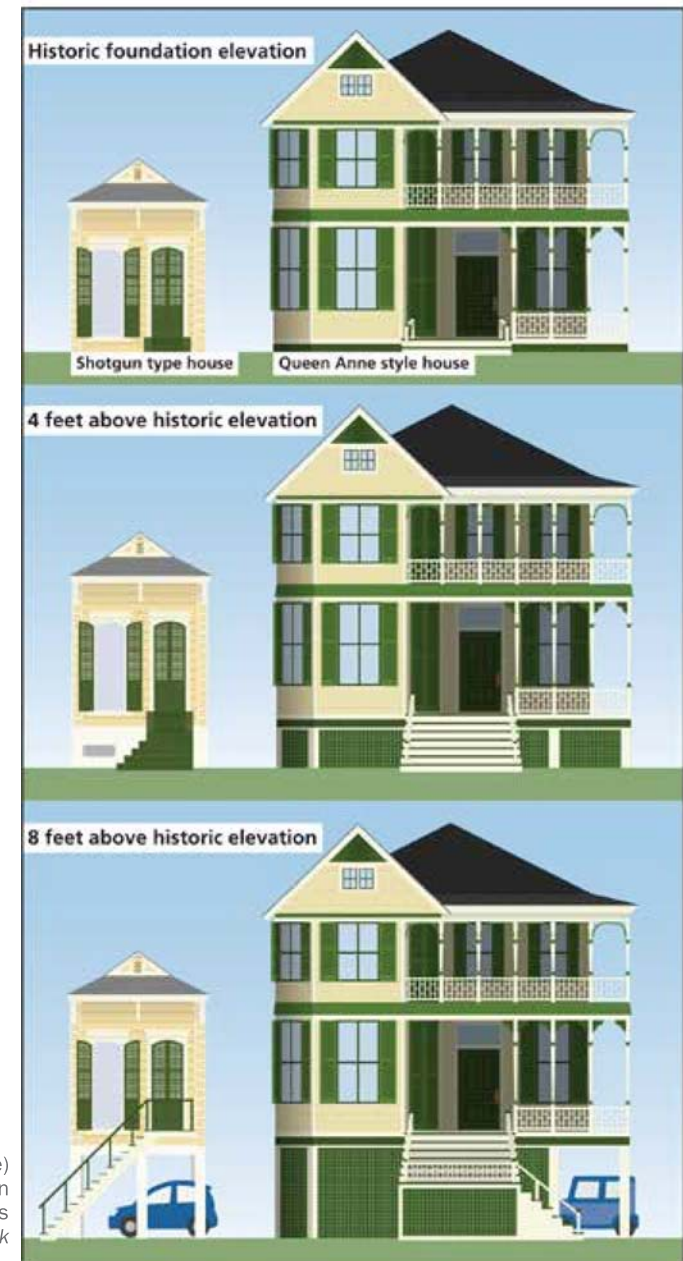 Historic foundation elevation
Shotgun type house
Queen Anne style house
4 feet above historic elevation
8 feet above historic elevation
)
n
s
k